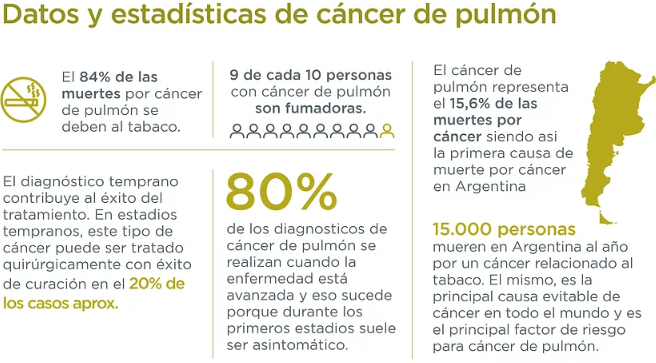 Datos y estadísticas de cáncer de pulmón
El 84% de las
muertes por cáncer
de pulmón se
deben al tabaco.
9 de cada 10 personas
con cáncer de pulmón
son fumadoras.
El cáncer de
pulmón representa
el 15,6% de las
muertes por
cáncer siendo asi
la primera causa de
muerte por cáncer
en Argentina
El diagnóstico temprano
contribuye al éxito del
tratamiento. En estadios
tempranos, este tipo de
cáncer puede ser tratado
quirúrgicamente con éxito
de curación en el 20% de
los casos aprox.
80%
de los diagnosticos de
cáncer de pulmón se
realizan cuando la
enfermedad está
avanzada y eso sucede
porque durante los
primeros estadios suele
ser asintomático.
15.000 personas
mueren en Argentina al año
por un cáncer relacionado al
tabaco. El mismo, es la
principal causa evitable de
cáncer en todo el mundo y es
el principal factor de riesgo
para cáncer de pulmón.